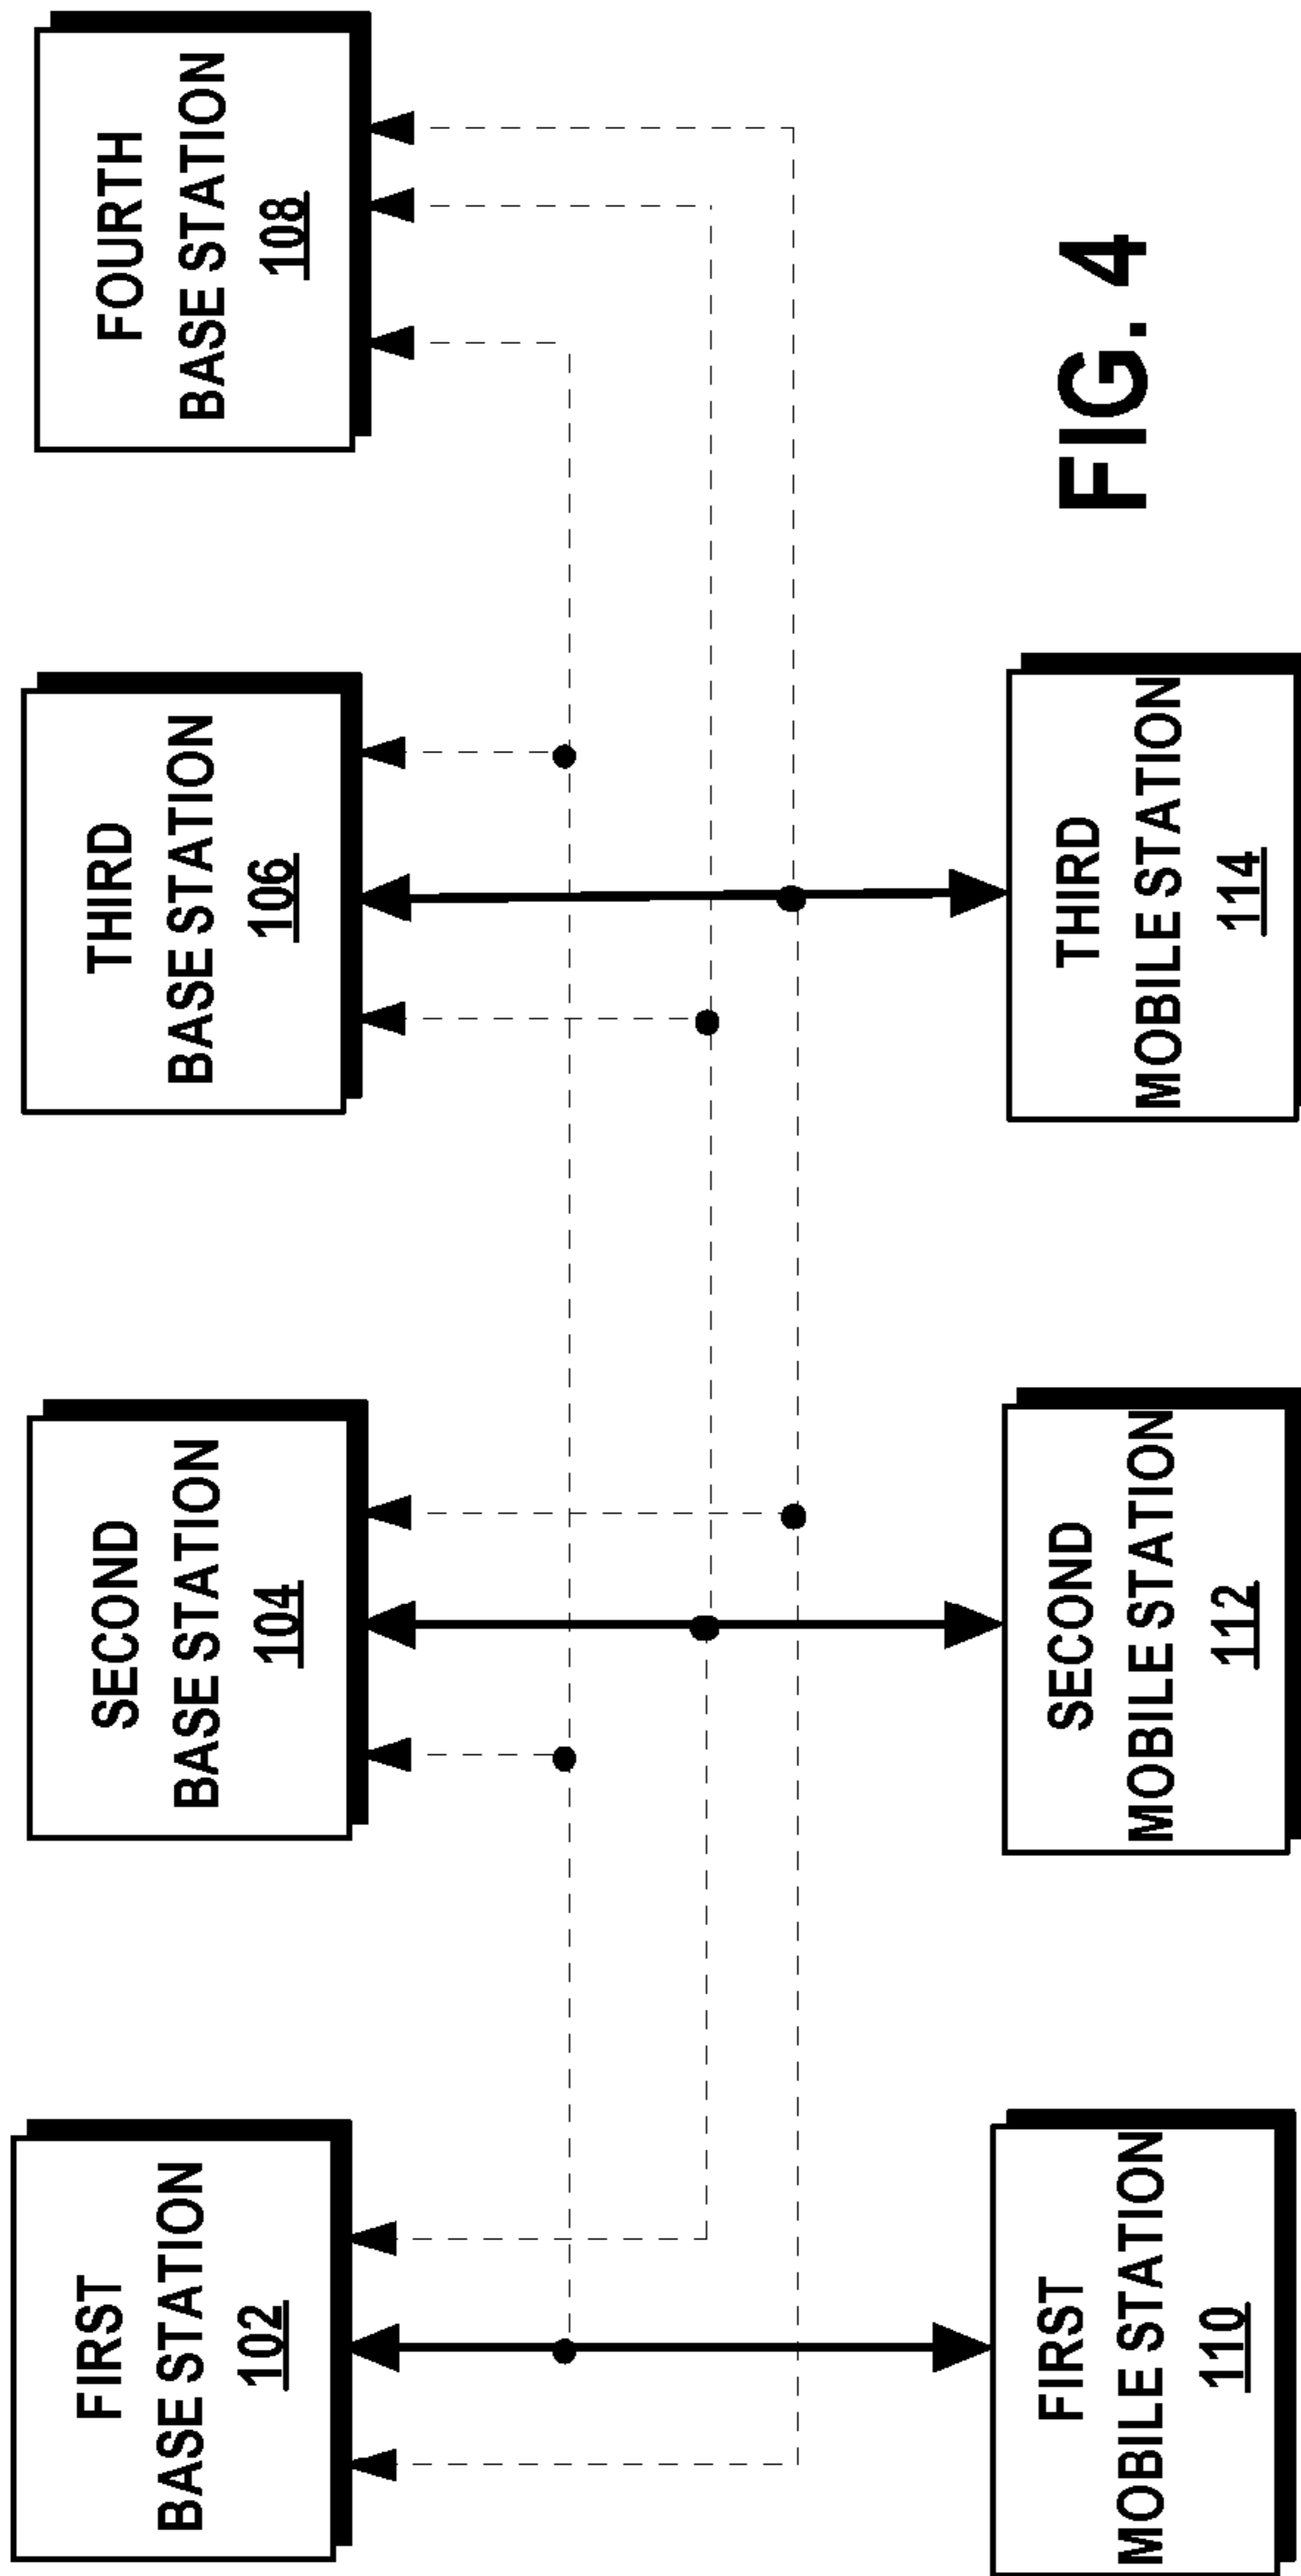 FIRST
BASE STATION
102
SECOND
BASE STATION
104
THIRD
BASE STATION
106
FOURTH
BASE STATION
108
FIRST
MOBILE STATION
110
SECOND
MOBILE STATION
112
THIRD
MOBILE STATION
114
FIG. 4